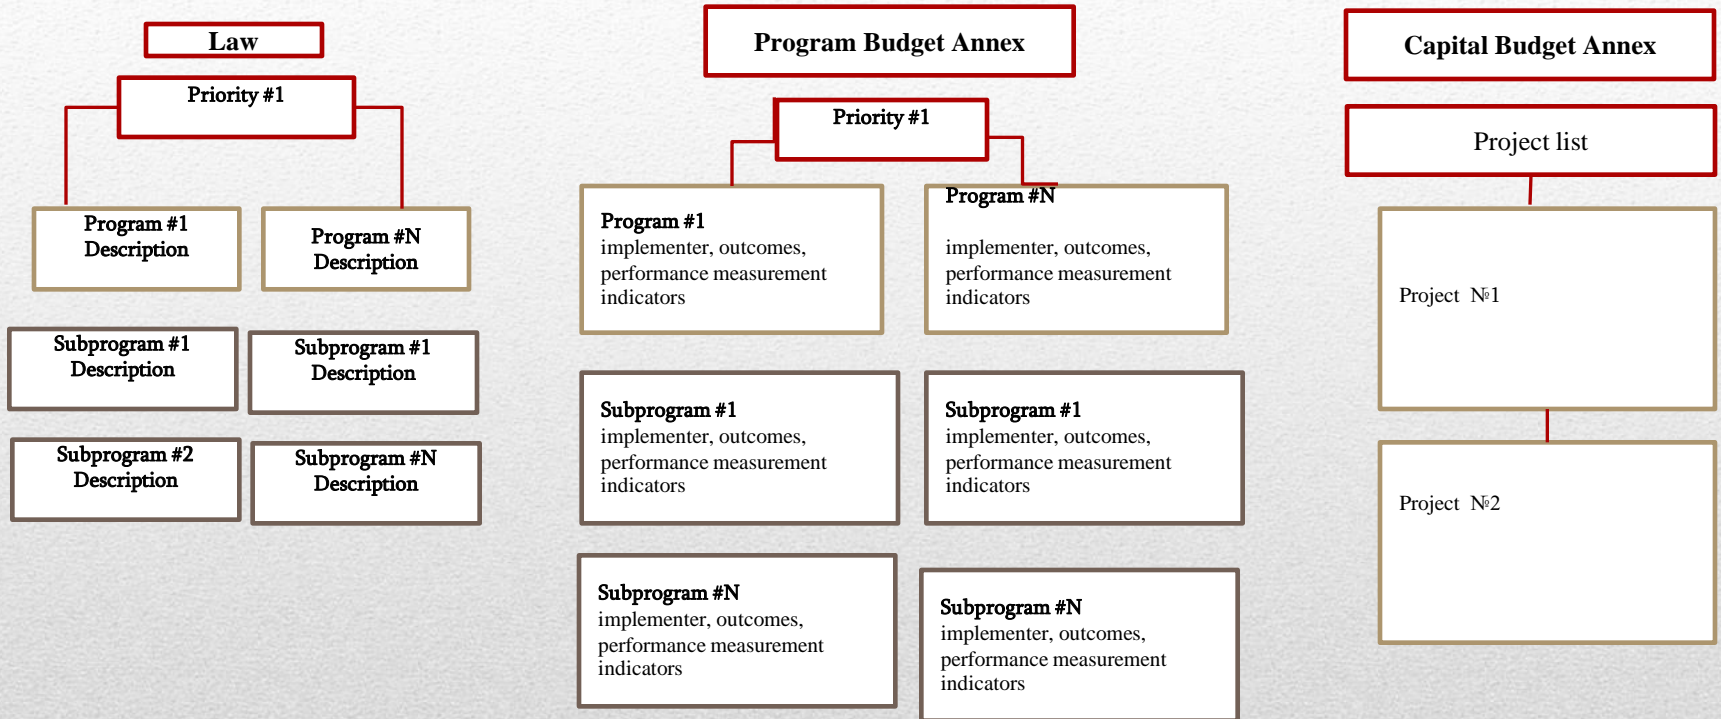 Law
Priority #1
Program #1
Description
Program #N
Description
Subprogram #1
Description
Subprogram #1
Description
Subprogram #2
Description
Subprogram #N
Description
Program Budget Annex
Priority #1
Program #1
implementer, outcomes,
performance measurement
indicators
Program #N
implementer, outcomes,
performance measurement
indicators
Subprogram #1
implementer, outcomes,
performance measurement
indicators
Subprogram #1
implementer, outcomes,
performance measurement
indicators
Subprogram #N
implementer, outcomes,
performance measurement
indicators
Subprogram #N
implementer, outcomes,
performance measurement
indicators
Capital Budget Annex
Project list
Project №1
Project №2